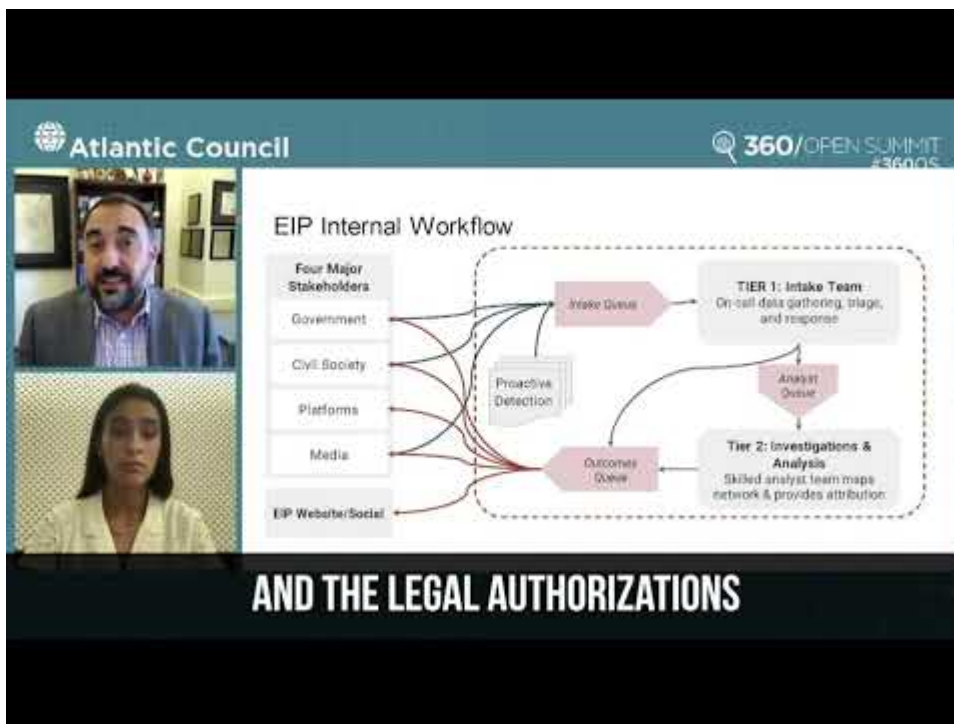 Atlantic Council
360/OPEN SUMMIT
#360OS
EIP Internal Workflow
Four Major
Stakeholders
Government
Civil Society
Platforms
Media
EIP Website/Social
Intake Queue
Proactive
Detection
TIER 1: Intake Team
On-call data gathering, triage,
and response
Analyst
Queue
Tier 2: Investigations &
Analysis
Skilled analyst team maps
network & provides attribution
Outcomes
Queue
AND THE LEGAL AUTHORIZATIONS